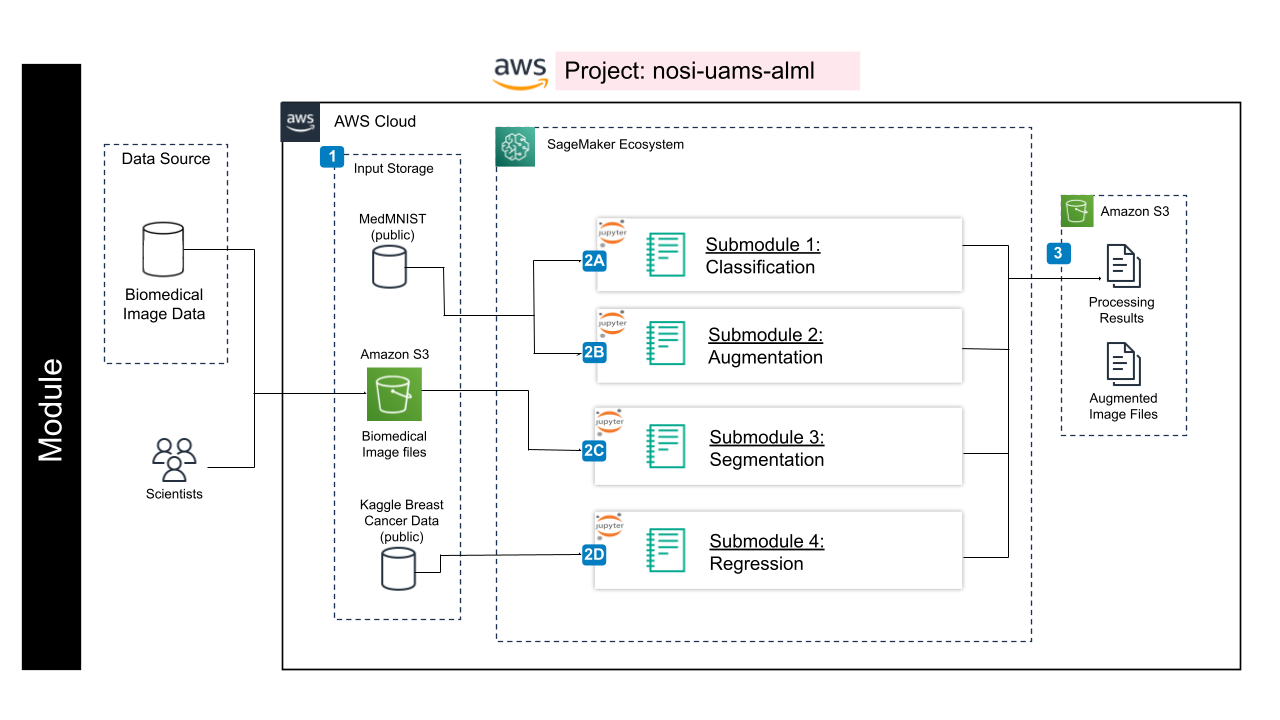 aws
Project: nosi-uams-alml
Module
aws
AWS Cloud
Data Source
Biomedical
Image Data
Scientists
1
Input Storage
MedMNIST
(public)
Amazon S3
Biomedical
Image files
Kaggle Breast
Cancer Data
(public)
SageMaker Ecosystem
jupyter
2A
Submodule 1:
Classification
jupyter
2B
Submodule 2:
Augmentation
jupyter
2C
Submodule 3:
Segmentation
jupyter
2D
Submodule 4:
Regression
Amazon S3
3
Processing
Results
Augmented
Image Files